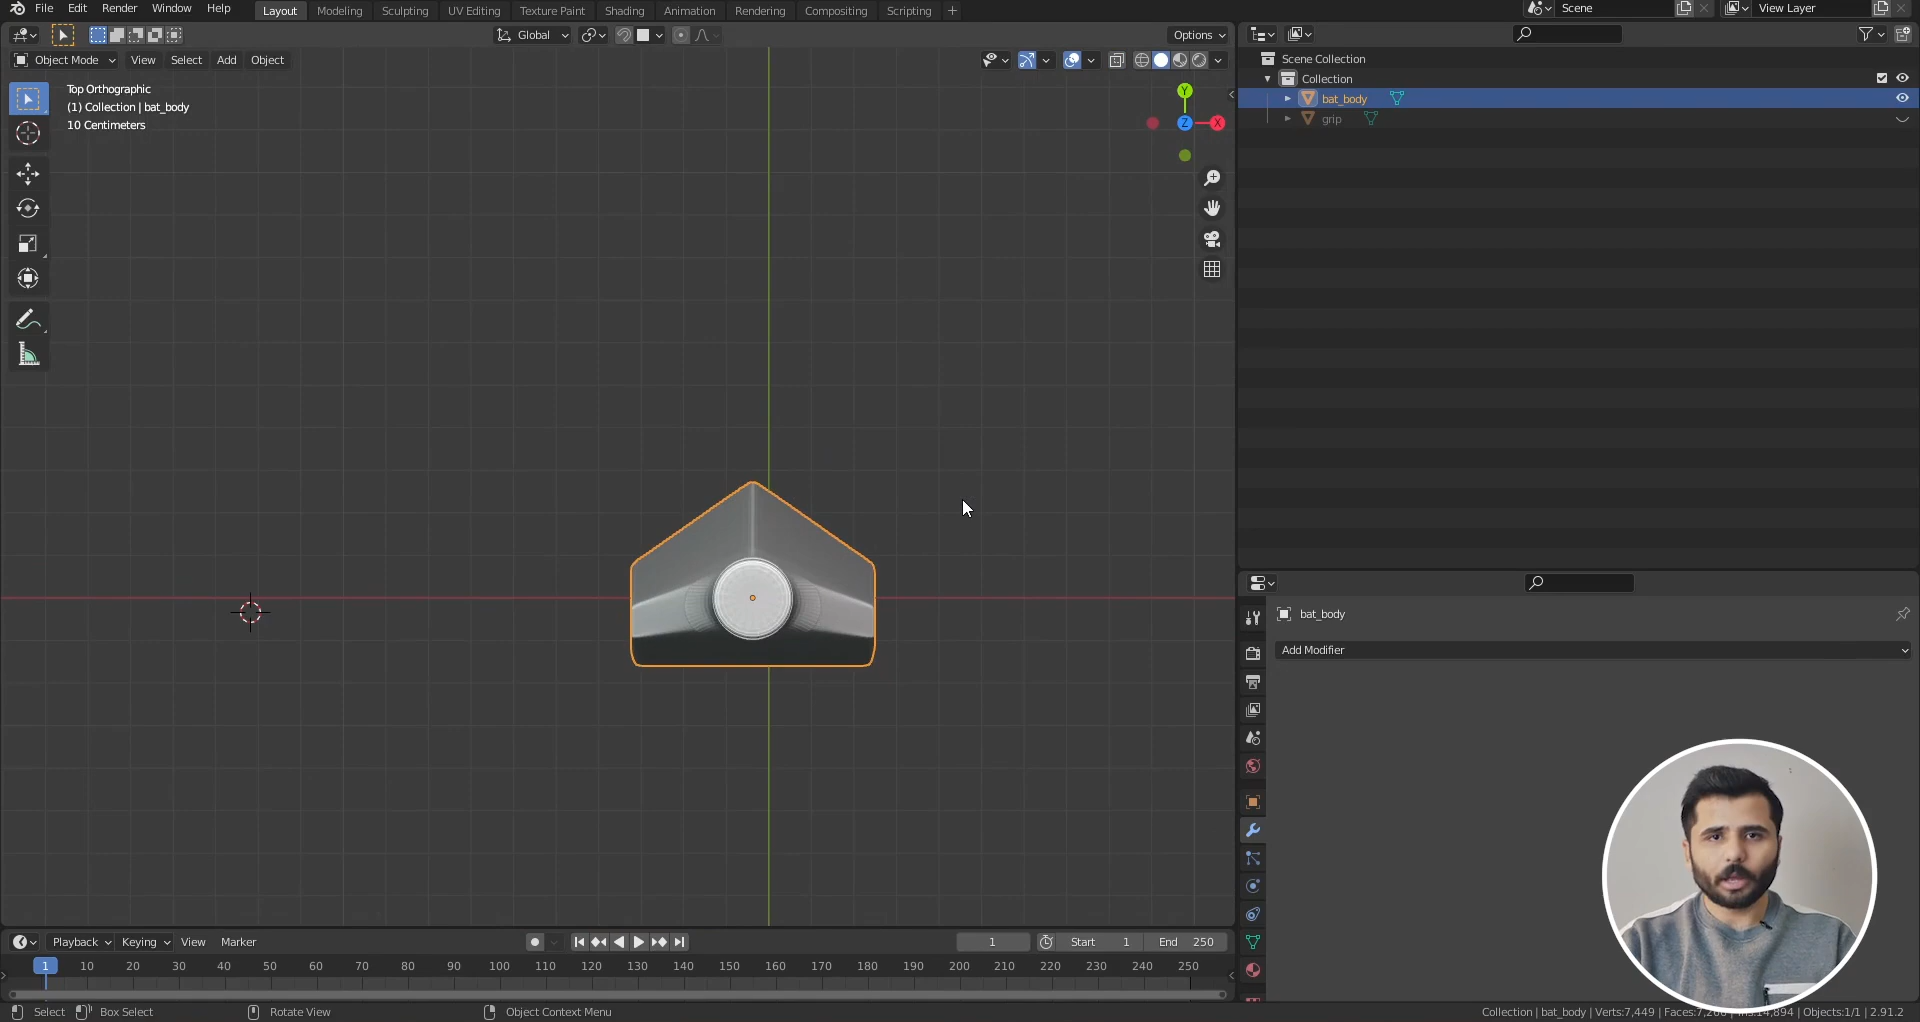 File Edit Render Window Help Layout Modeling Sculpting UV Editing Texture Paint Shading Animation Rendering Compositing Scripting Scene View Layer
Global Options
Object Mode View Select Add Object
Top Orthographic
(1) Collection | bat_body
10 Centimeters
Y
Z
X
Scene Collection
Collection
bat_body
grip
bat_body
Add Modifier
Playback Keying View Marker 1 Start 1 End 250
1 10 20 30 40 50 60 70 80 90 100 110 120 130 140 150 160 170 180 190 200 210 220 230 240 250
Select Box Select Rotate View Object Context Menu Collection | bat_body | Verts:7,449 | Objects:1/1 | 2.91.2